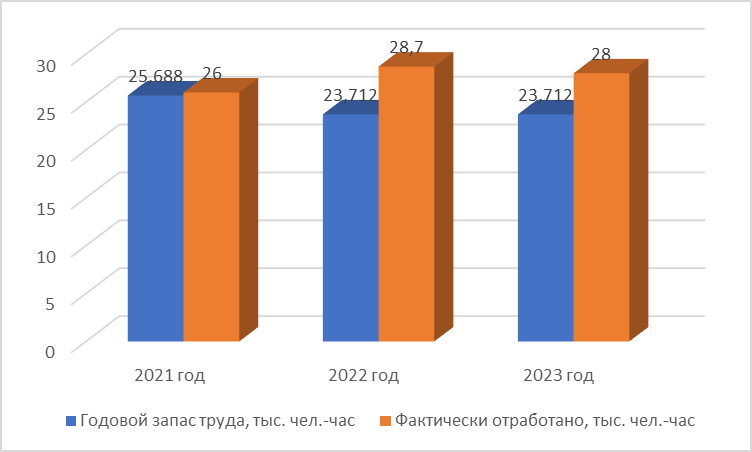 28,7
25,688 26 23,712 23,712 28
30
25
20
15
10
5
0
2021 год 2022 год 2023 год
Годовой запас труда, тыс. чел.-час Фактически отработано, тыс. чел.-час